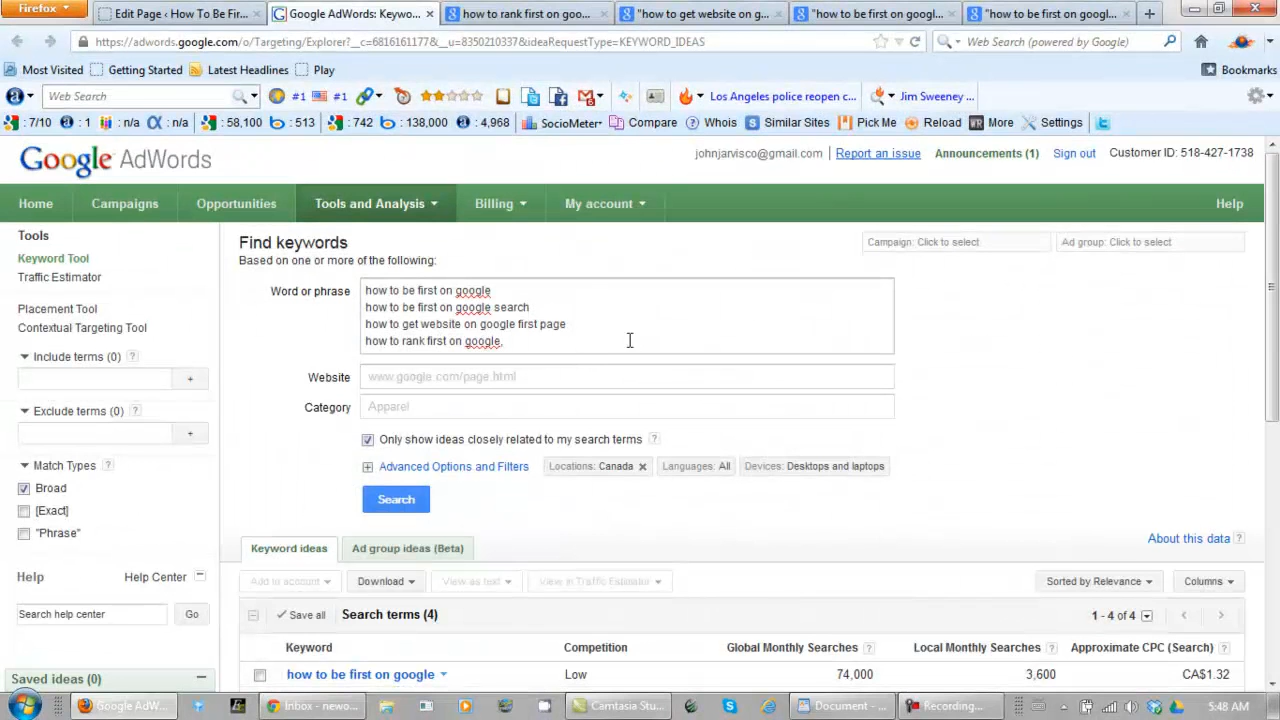 Firefox
Edit Page ‹ How To Be Fir...
Google AdWords: Keywo...
how to rank first on goo...
"how to get website on g...
"how to be first on google...
"how to be first on googl...
https://adwords.google.com/o/Targeting/Explorer?__c=6816161177&__u=8350210337&ideaRequestType=KEYWORD_IDEAS
Web Search (powered by Google)
Most Visited Getting Started Latest Headlines Play Bookmarks
Web Search #1 #1 Los Angeles police reopen c... Jim Sweeney ...
: 7/10 : 1 : n/a : n/a : 58,100 : 513 : 742 : 138,000 : 4,968 SocioMeter Compare Whois Similar Sites Pick Me Reload More Settings
Google AdWords
johnjarvisco@gmail.com Report an issue Announcements (1) Sign out Customer ID: 518-427-1738
Home Campaigns Opportunities Tools and Analysis Billing My account Help
Tools
Keyword Tool
Traffic Estimator
Placement Tool
Contextual Targeting Tool
Include terms (0) ?
+
Exclude terms (0) ?
+
Match Types ?
Broad
[Exact]
"Phrase"
Help Help Center
Search help center Go
Saved ideas (0)
Find keywords
Campaign: Click to select Ad group: Click to select
Based on one or more of the following:
Word or phrase
how to be first on google
how to be first on google search
how to get website on google first page
how to rank first on google,
Website www.google.com/page.html
Category Apparel
Only show ideas closely related to my search terms ?
Advanced Options and Filters Locations: Canada Languages: All Devices: Desktops and laptops
Search
About this data ?
Keyword ideas Ad group ideas (Beta)
Add to account Download View as text View in Traffic Estimator Sorted by Relevance Columns
Save all Search terms (4) 1 - 4 of 4
Keyword Competition Global Monthly Searches ? Local Monthly Searches ? Approximate CPC (Search) ?
how to be first on google Low 74,000 3,600 CA$1.32
Google AdWo... Inbox - newo... Camtasia Stu... Document - ... Recording... 5:48 AM